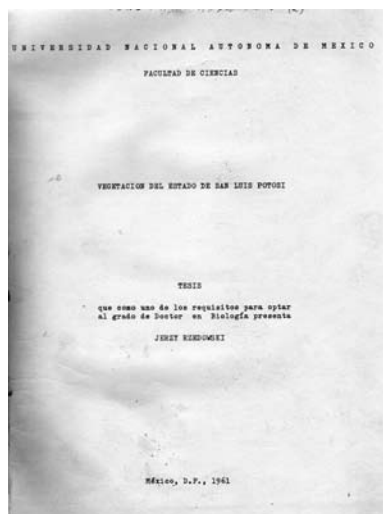 UNIVERSIDAD NACIONAL AUTONOMA DE MEXICO
FACULTAD DE CIENCIAS
VEGETACION DEL ESTADO DE SAN LUIS POTOSI
TESIS
que como uno de los requisitos para optar
al grado de Doctor en Biología presenta
JERZY RZEDOWSKI
México, D.F., 1961